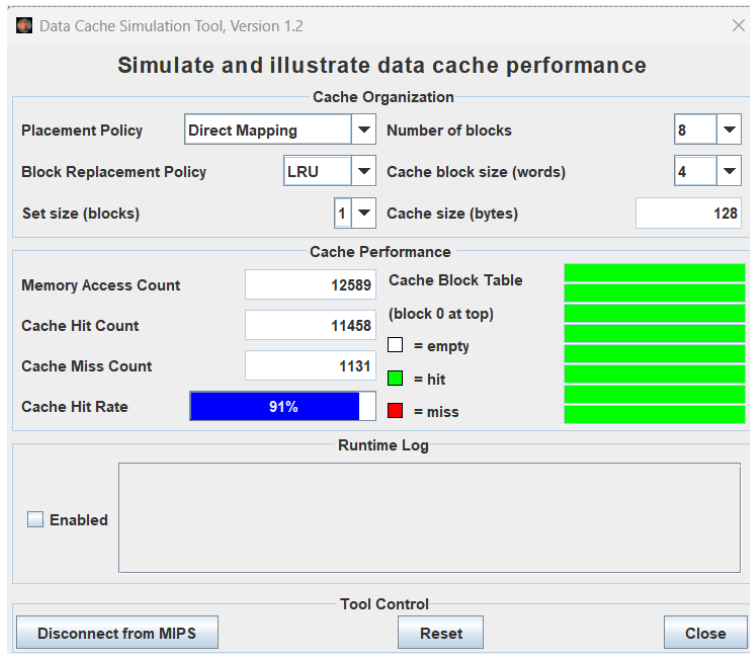 Data Cache Simulation Tool, Version 1.2
Simulate and illustrate data cache performance
Cache Organization
Placement Policy Direct Mapping Number of blocks 8
Block Replacement Policy LRU Cache block size (words) 4
Set size (blocks) 1 Cache size (bytes) 128
Cache Performance
Memory Access Count 12589 Cache Block Table
(block 0 at top)
Cache Hit Count 11458
= empty
Cache Miss Count 1131
= hit
Cache Hit Rate 91% = miss
Runtime Log
Enabled
Tool Control
Disconnect from MIPS Reset Close